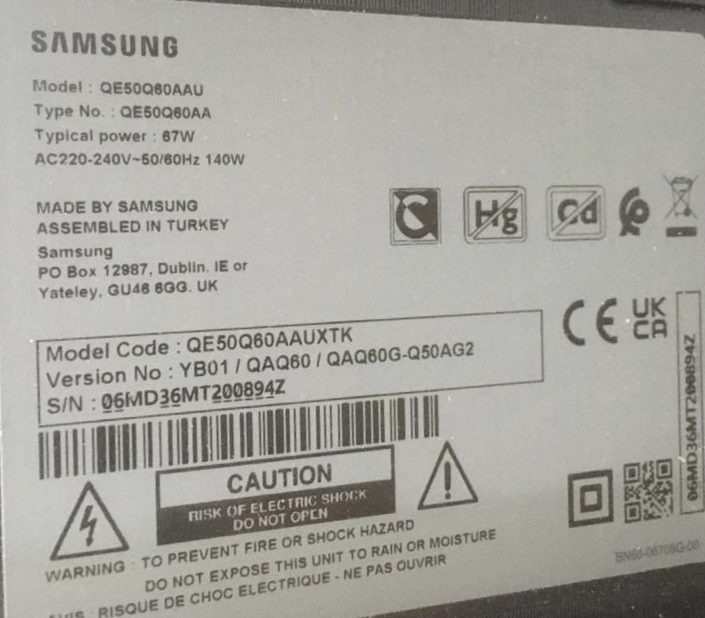 SAMSUNG
Model : QE50Q60AAU
Type No. : QE50Q60AA
Typical power : 67W
AC220-240V~50/60Hz 140W
MADE BY SAMSUNG
ASSEMBLED IN TURKEY
Samsung
PO Box 12987, Dublin. IE or
Yateley, GU46 6GG. UK
Hg
Cd
Model Code : QE50Q60AAUXTK
Version No : YB01 / QAQ60 / QAQ60G-Q50AG2
S/N : 06MD36MT200894Z
CE
UK
CA
06MD36MT200894Z
CAUTION
RISK OF ELECTRIC SHOCK
DO NOT OPEN
WARNING : TO PREVENT FIRE OR SHOCK HAZARD
DO NOT EXPOSE THIS UNIT TO RAIN OR MOISTURE
RISQUE DE CHOC ELECTRIQUE - NE PAS OUVRIR